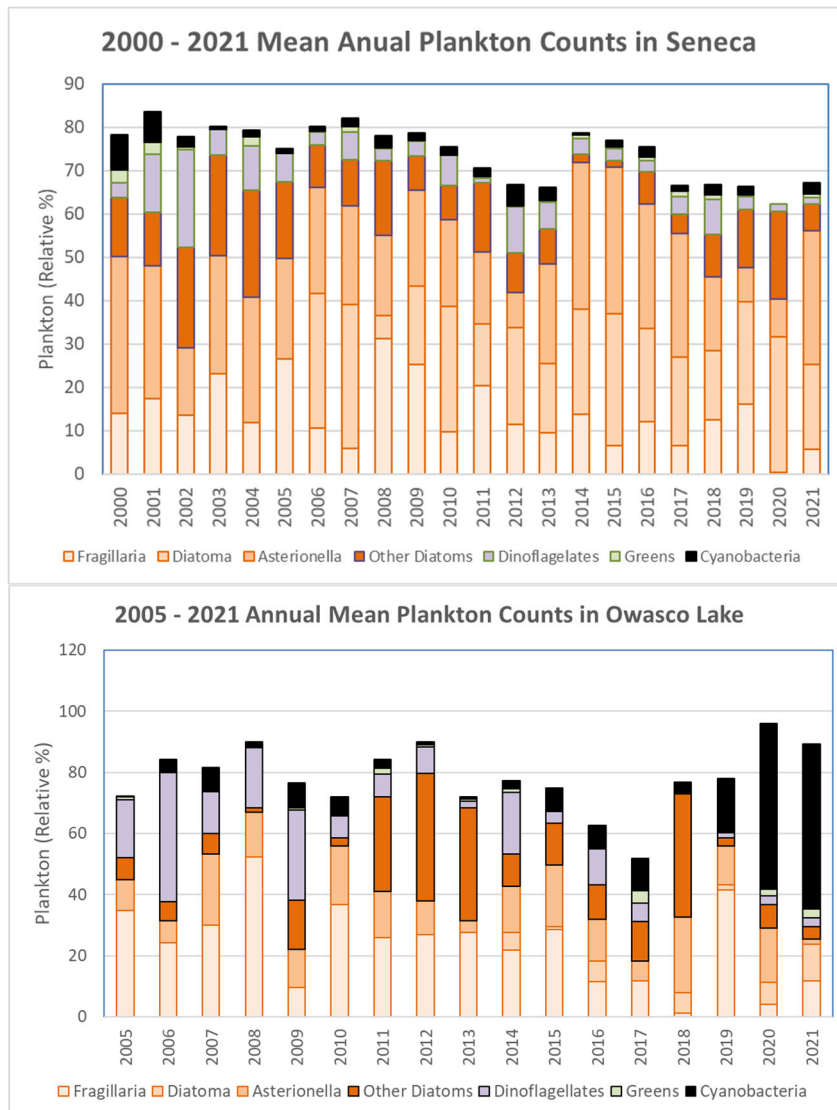 2000 - 2021 Mean Anual Plankton Counts in Seneca
90
80
70
60
50
40
30
20
10
0
Plankton (Relative %)
2000 2001 2002 2003 2004 2005 2006 2007 2008 2009 2010 2011 2012 2013 2014 2015 2016 2017 2018 2019 2020 2021
Fragillaria Diatoma Asterionella Other Diatoms Dinoflagelates Greens Cyanobacteria
2005 - 2021 Annual Mean Plankton Counts in Owasco Lake
120
100
80
60
40
20
0
Plankton (Relative %)
2005 2006 2007 2008 2009 2010 2011 2012 2013 2014 2015 2016 2017 2018 2019 2020 2021
Fragillaria Diatoma Asterionella Other Diatoms Dinoflagellates Greens Cyanobacteria